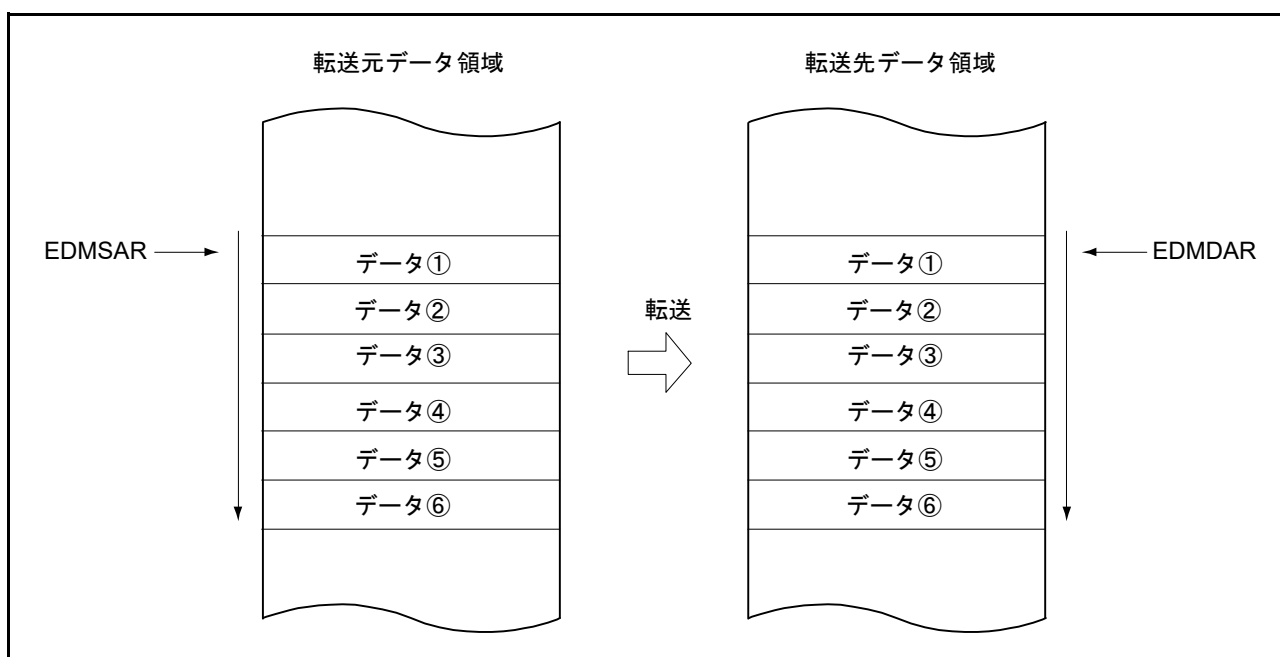 転送元データ領域
転送先データ領域
EDMSAR
EDMDAR
データ①
データ②
データ③
データ④
データ⑤
データ⑥
転送
データ①
データ②
データ③
データ④
データ⑤
データ⑥